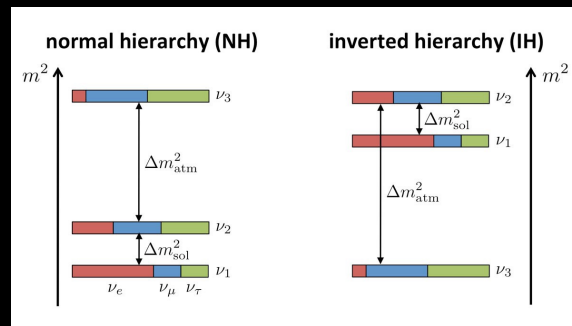 normal hierarchy (NH)
m²
ν₃
Δm²atm
ν₂
Δm²sol
ν₁
νₑ νμ ντ
inverted hierarchy (IH)
m²
ν₂
Δm²sol
ν₁
Δm²atm
ν₃